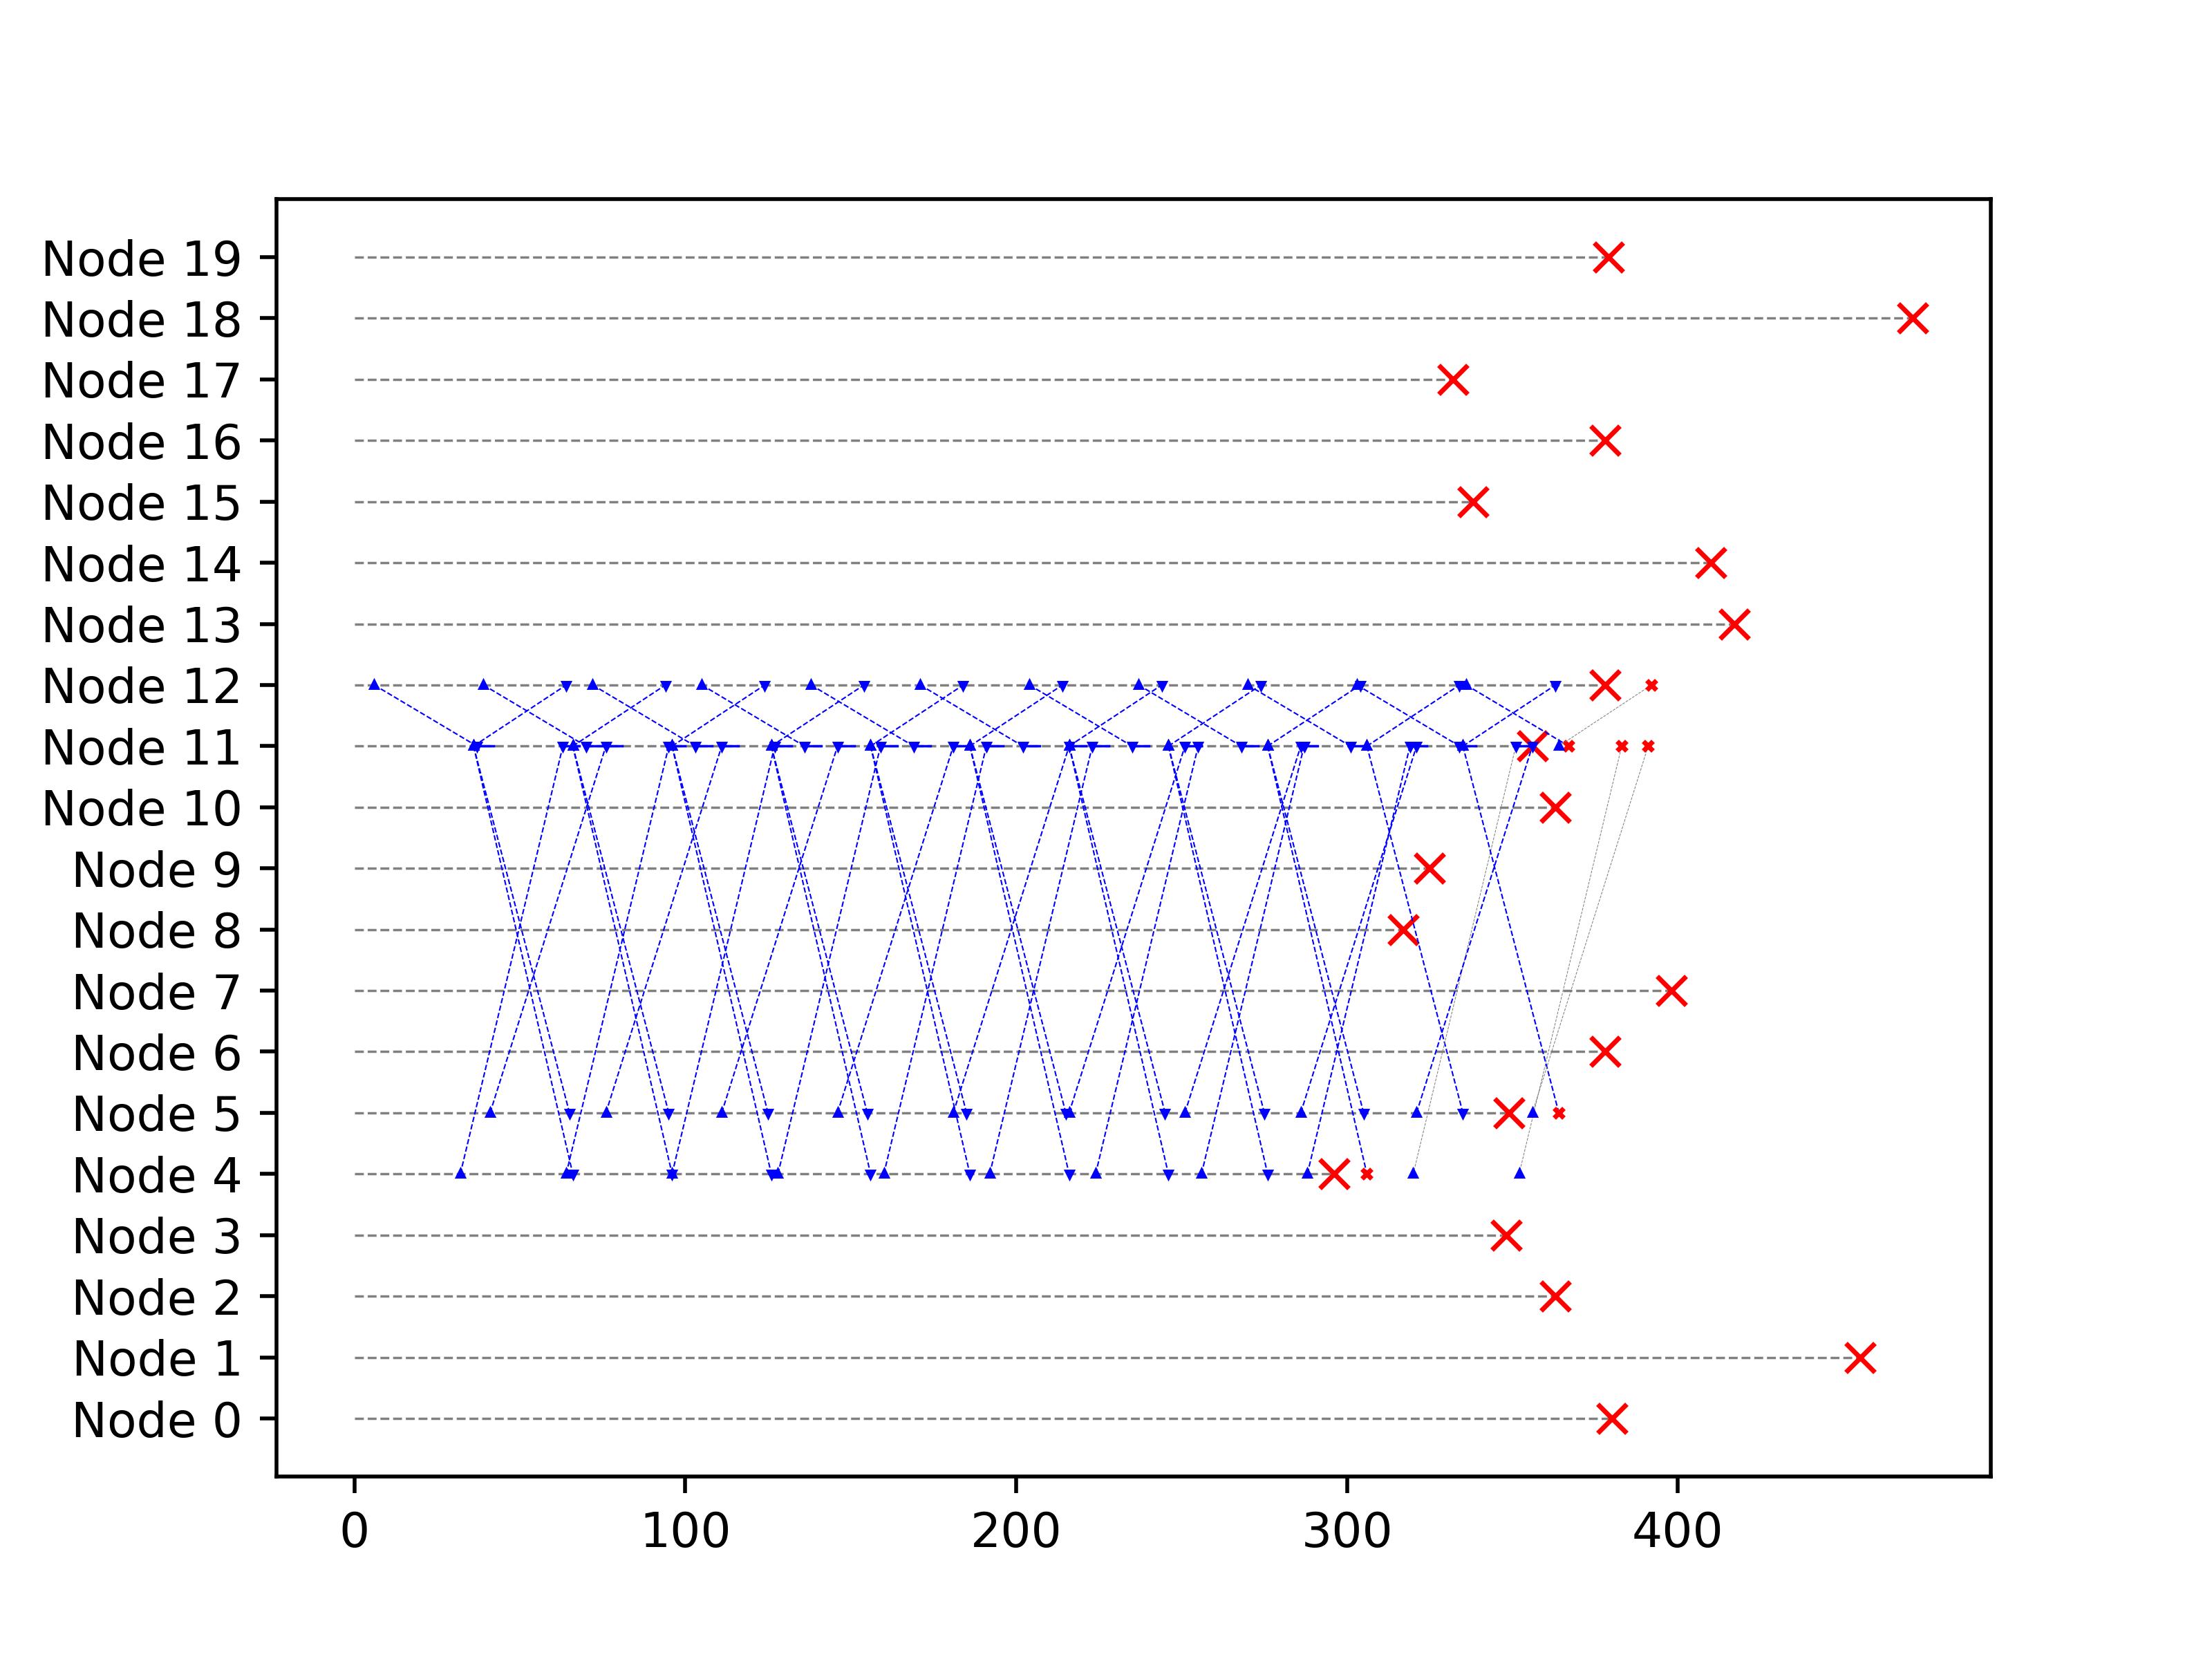 Node 19
Node 18
Node 17
Node 16
Node 15
Node 14
Node 13
Node 12
Node 11
Node 10
Node 9
Node 8
Node 7
Node 6
Node 5
Node 4
Node 3
Node 2
Node 1
Node 0
0 100 200 300 400